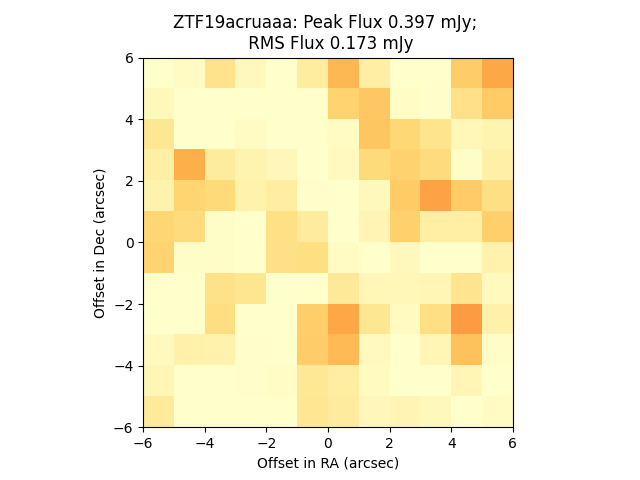 ZTF19acruaaa: Peak Flux 0.397 mJy;
RMS Flux 0.173 mJy
6
4
2
0
−2
−4
−6
Offset in Dec (arcsec)
−6 −4 −2 0 2 4 6
Offset in RA (arcsec)